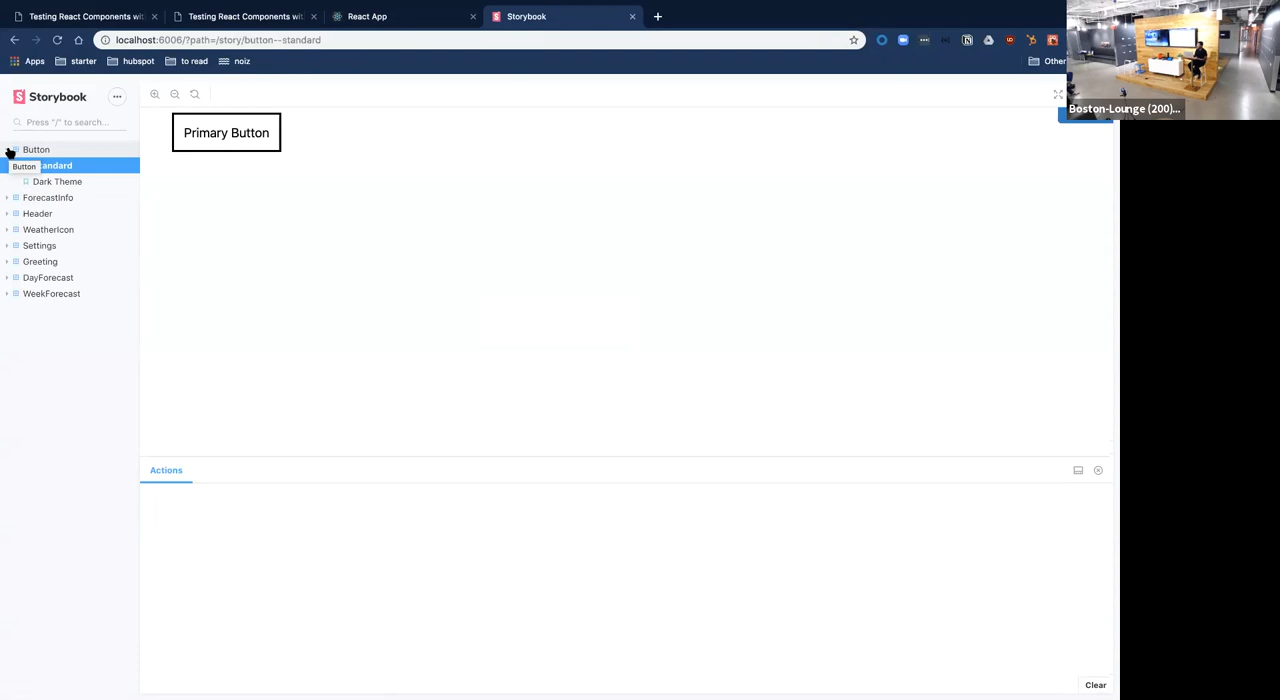 Testing React Components wit
Testing React Components wit
React App
Storybook
localhost:6006/?path=/story/button--standard
Apps
starter
hubspot
to read
noiz
Other
Boston-Lounge (200)...
Storybook
Press "/" to search...
Button
Button
tandard
Dark Theme
ForecastInfo
Header
WeatherIcon
Settings
Greeting
DayForecast
WeekForecast
Primary Button
Actions
Clear